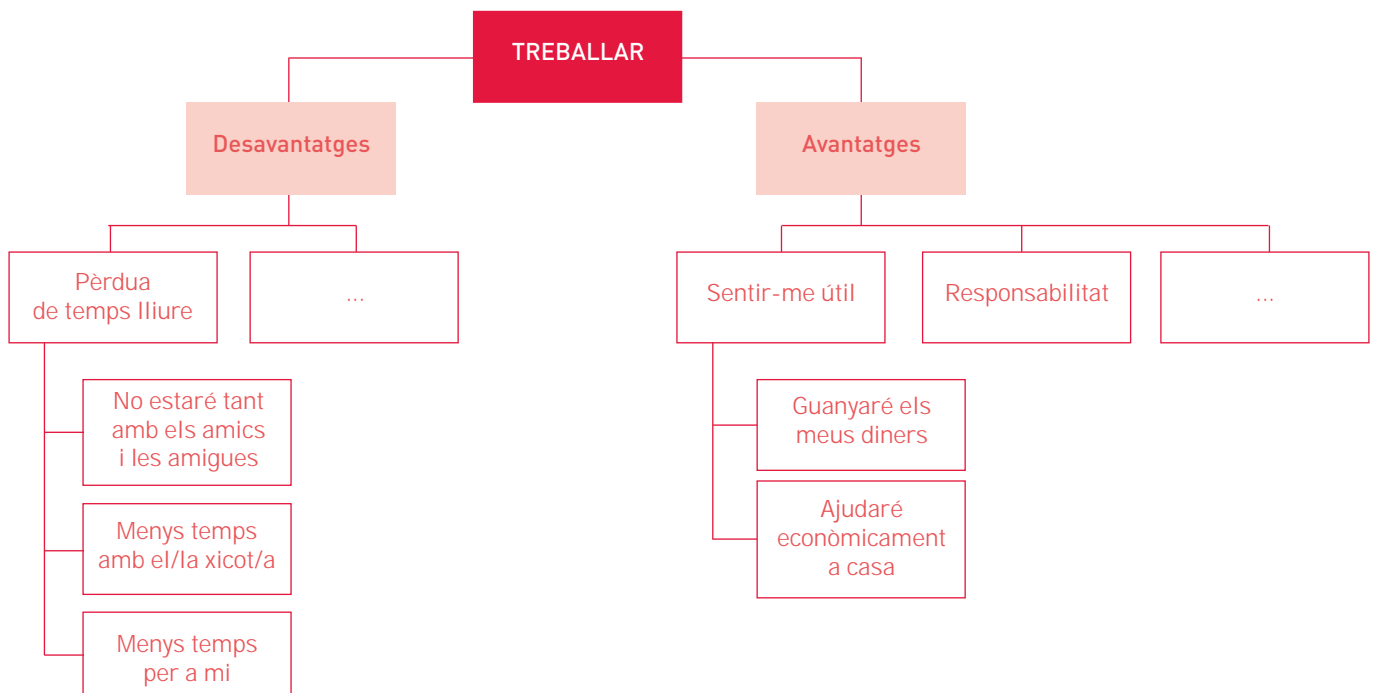 TREBALLAR
Desavantatges
Avantatges
Pèrdua
de temps lliure
...
Sentir-me útil
Responsabilitat
...
No estaré tant
amb els amics
i les amigues
Menys temps
amb el/la xicot/a
Menys temps
per a mi
Guanyaré els
meus diners
Ajudaré
econòmicament
a casa